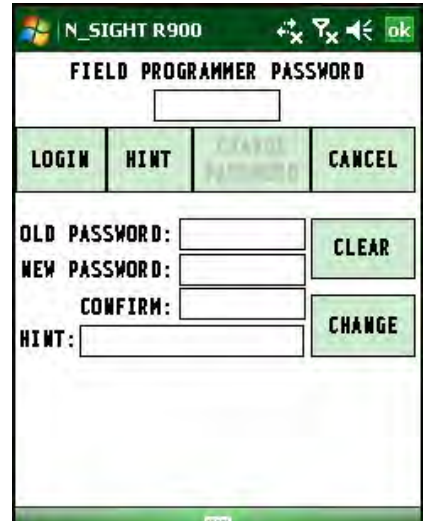 N_SIGHT R900 ok
FIELD PROGRAMMER PASSWORD
LOGIN HINT CHANGE PASSWORD CANCEL
OLD PASSWORD:
CLEAR
NEW PASSWORD:
CONFIRM:
CHANGE
HINT: